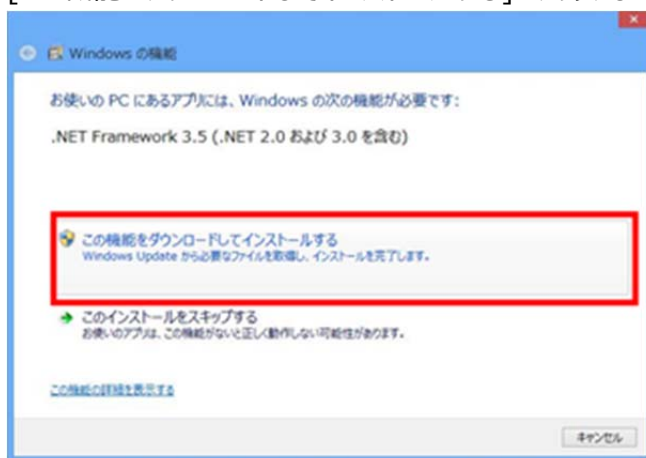 Windows の機能
お使いの PC にあるアプリには、Windows の次の機能が必要です:
.NET Framework 3.5 (.NET 2.0 および 3.0 を含む)
この機能をダウンロードしてインストールする
Windows Update から必要なファイルを取得し、インストールを完了します。
このインストールをスキップする
お使いのアプリは、この機能がないと正しく動作しない可能性があります。
この機能の詳細を表示する
キャンセル